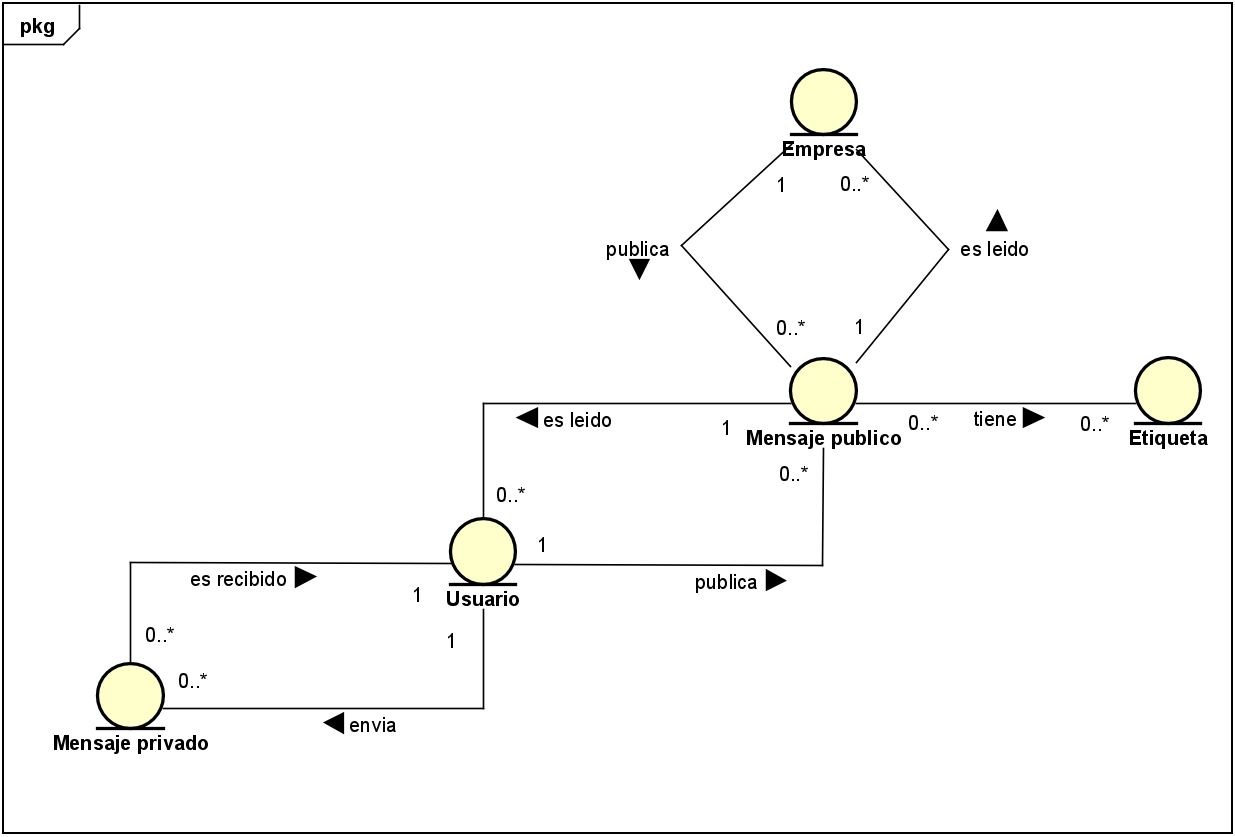 pkg
Empresa
1
0..*
publica
es leido
0..*
1
es leido
1
Mensaje publico
0..*
tiene
0..*
Etiqueta
0..*
0..*
1
es recibido
publica
1
Usuario
0..*
1
0..*
envia
Mensaje privado